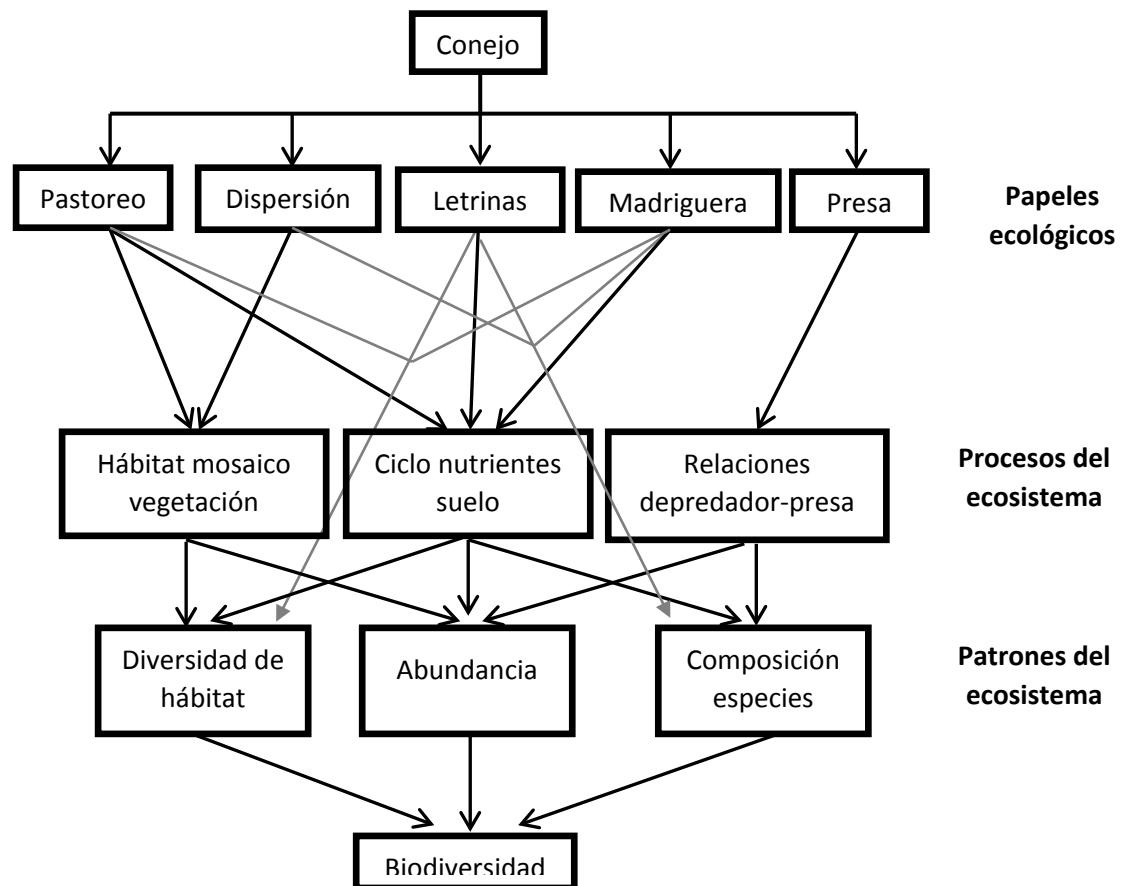 Conejo
Pastoreo
Dispersión
Letrinas
Madriguera
Presa
Papeles
ecológicos
Hábitat mosaico
vegetación
Ciclo nutrientes
suelo
Relaciones
depredador-presa
Procesos del
ecosistema
Diversidad de
hábitat
Abundancia
Composición
especies
Patrones del
ecosistema
Biodiversidad